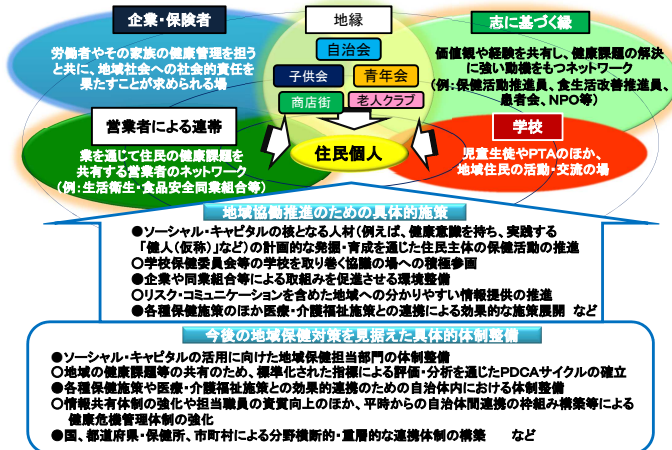 企業・保険者
労働者やその家族の健康管理を担う
と共に、地域社会への社会的責任を
果たすことが求められる場
地縁
自治会
子供会
青年会
商店街
老人クラブ
志に基づく縁
価値観や経験を共有し、健康課題の解決
に強い動機をもつネットワーク
(例:保健活動推進員、食生活改善推進員、
患者会、NPO等)
営業者による連帯
業を通じて住民の健康課題を
共有する営業者のネットワーク
(例:生活衛生・食品安全同業組合等)
住民個人
学校
児童生徒やPTAのほか、
地域住民の活動・交流の場
地域協働推進のための具体的施策
●ソーシャル・キャピタルの核となる人材(例えば、健康意識を持ち、実践する
「健人(仮称)」など)の計画的な発掘・育成を通じた住民主体の保健活動の推進
○学校保健委員会等の学校を取り巻く協議の場への積極参画
●企業や同業組合等による取組みを促進させる環境整備
○リスク・コミュニケーションを含めた地域への分かりやすい情報提供の推進
●各種保健施策のほか医療・介護福祉施策との連携による効果的な施策展開 など
今後の地域保健対策を見据えた具体的体制整備
●ソーシャル・キャピタルの活用に向けた地域保健担当部門の体制整備
○地域の健康課題等の共有のため、標準化された指標による評価・分析を通じたPDCAサイクルの確立
●各種保健施策や医療・介護福祉施策との効果的連携のための自治体内における体制整備
○情報共有体制の強化や担当職員の資質向上のほか、平時からの自治体間連携の枠組み構築等による
健康危機管理体制の強化
●国、都道府県・保健所、市町村による分野横断的・重層的な連携体制の構築 など